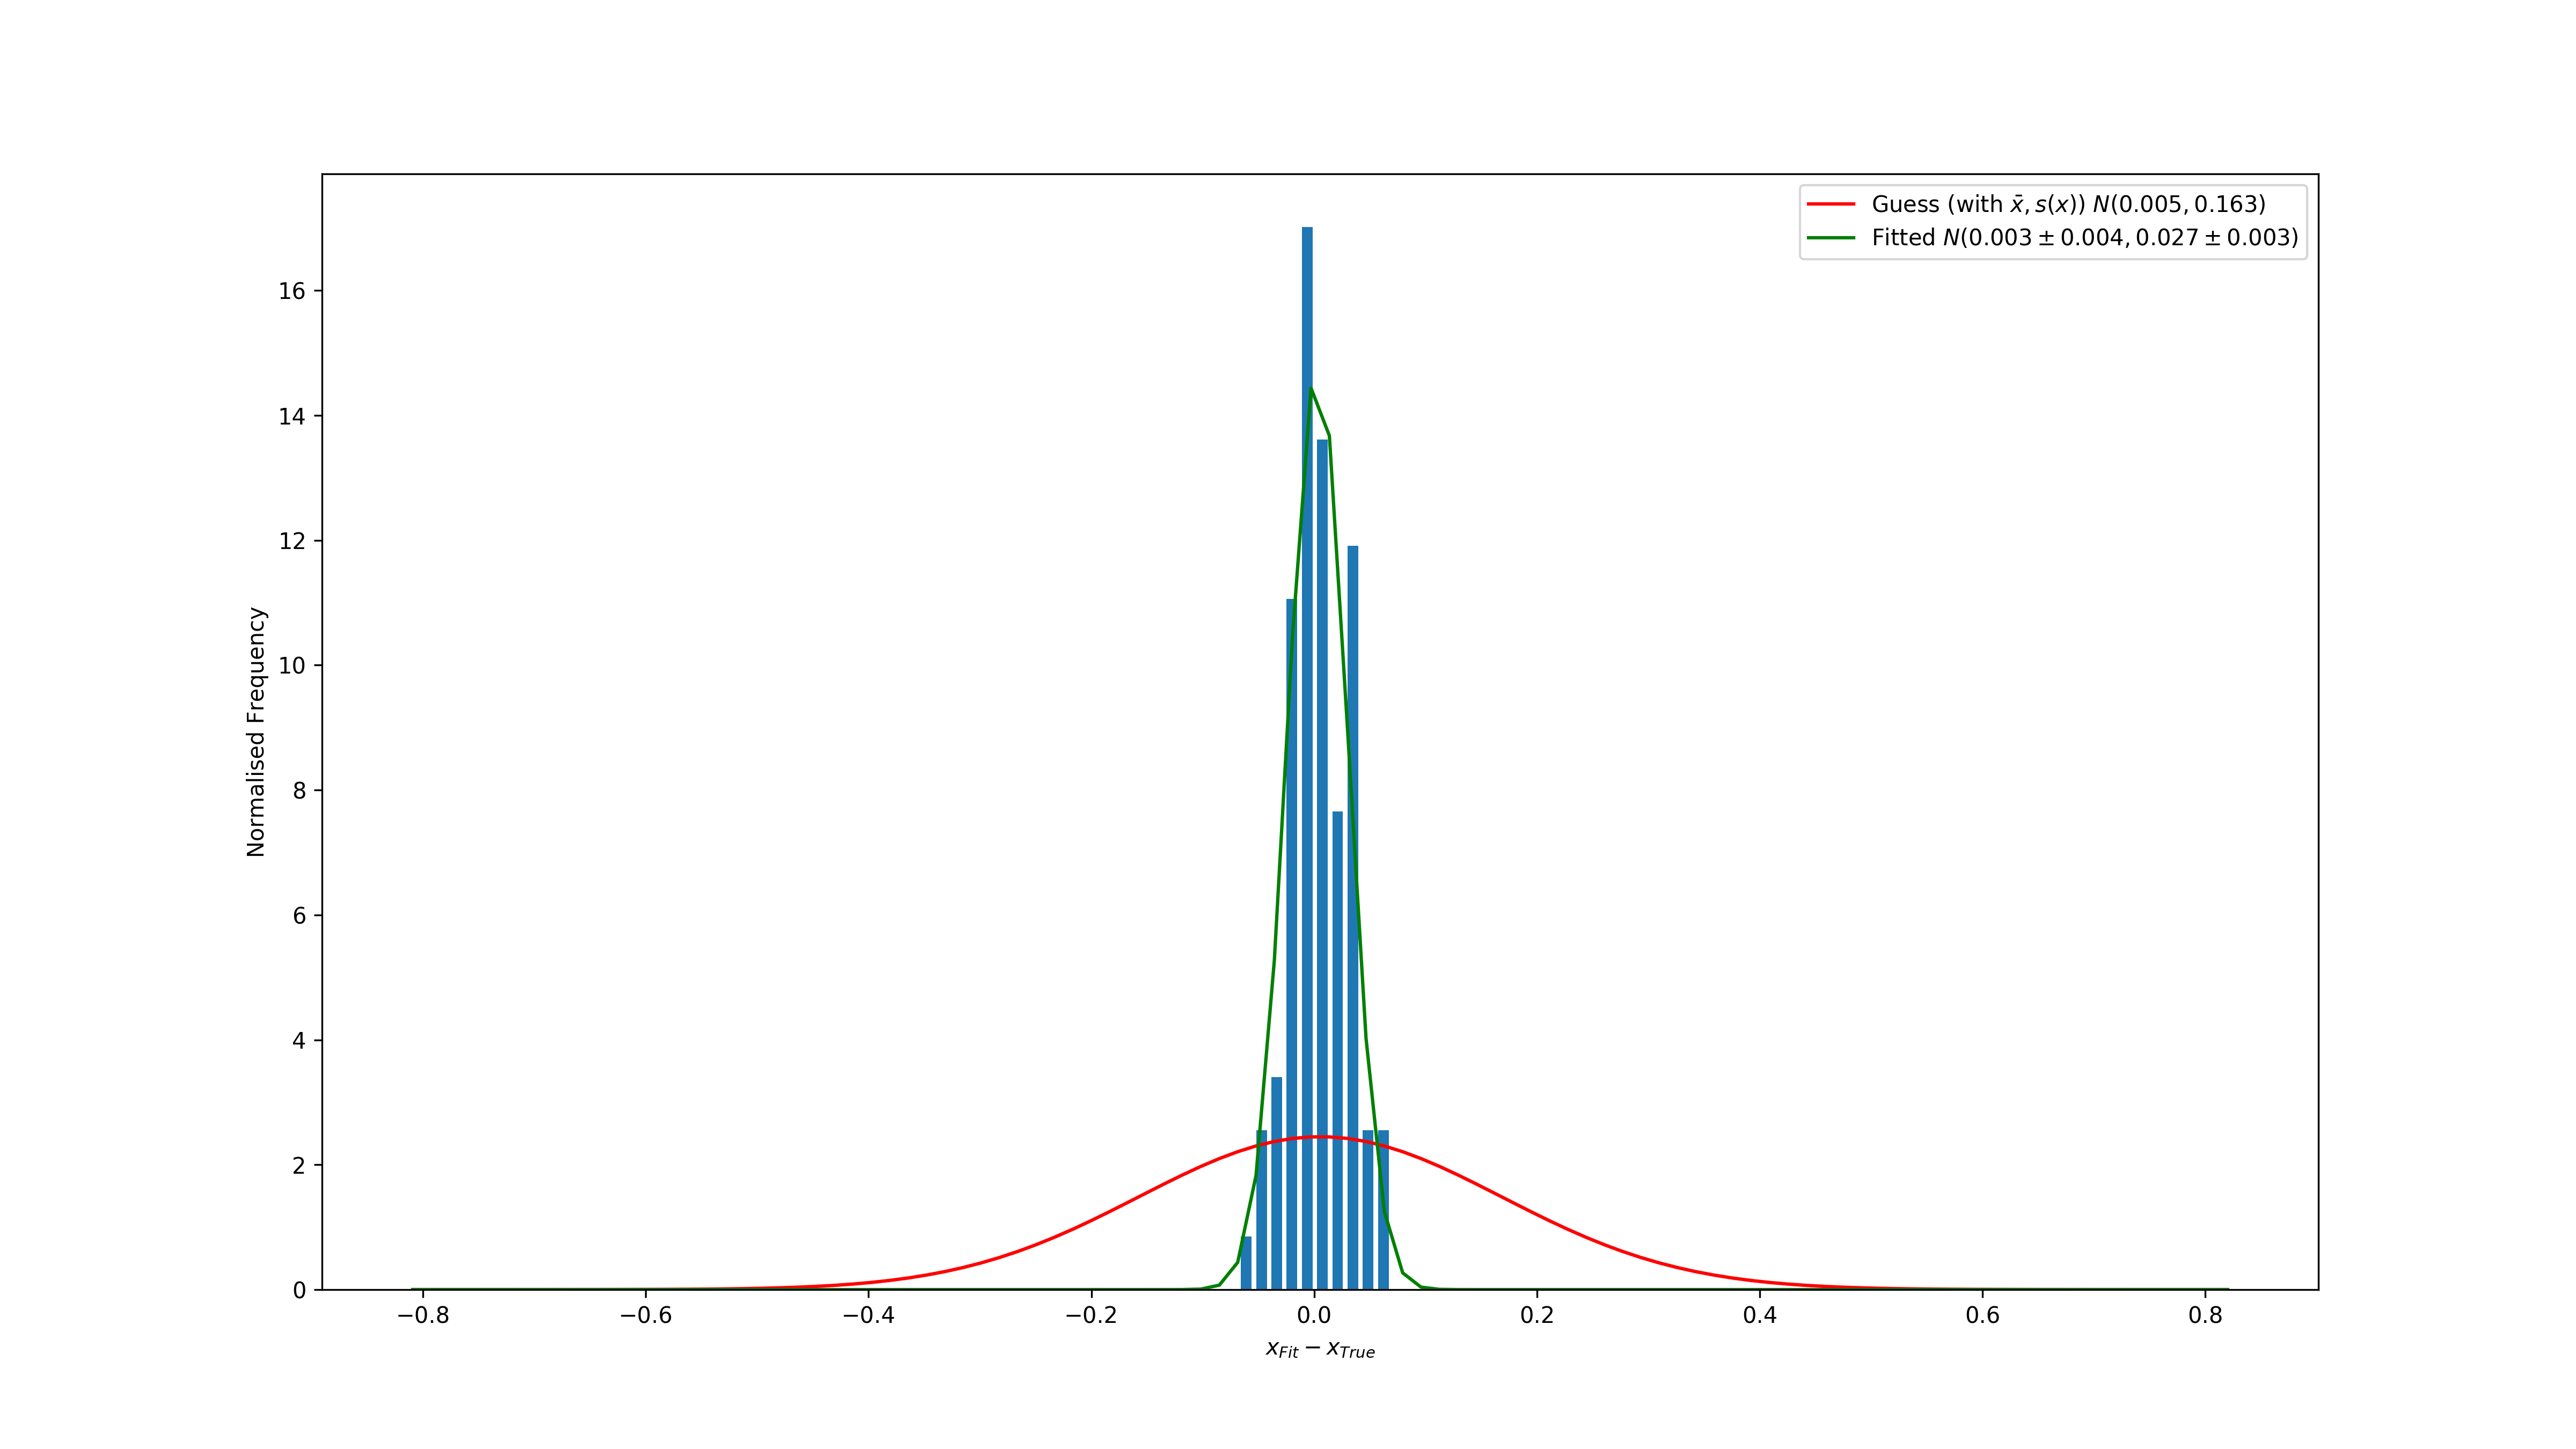 Guess (with x̄, s(x)) N(0.005, 0.163)
Fitted N(0.003 ± 0.004, 0.027 ± 0.003)
Normalised Frequency
16
14
12
10
8
6
4
2
0
−0.8 −0.6 −0.4 −0.2 0.0 0.2 0.4 0.6 0.8
x_Fit − x_True